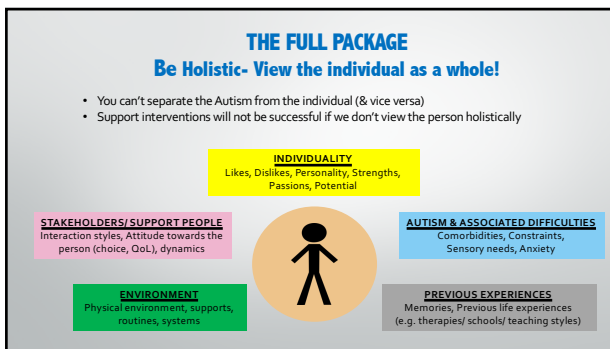 THE FULL PACKAGE
Be Holistic- View the individual as a whole!
• You can't separate the Autism from the individual (& vice versa)
• Support interventions will not be successful if we don't view the person holistically
INDIVIDUALITY
Likes, Dislikes, Personality, Strengths,
Passions, Potential
STAKEHOLDERS/ SUPPORT PEOPLE
Interaction styles, Attitude towards the
person (choice, QoL), dynamics
AUTISM & ASSOCIATED DIFFICULTIES
Comorbidities, Constraints,
Sensory needs, Anxiety
ENVIRONMENT
Physical environment, supports,
routines, systems
PREVIOUS EXPERIENCES
Memories, Previous life experiences
(e.g. therapies/ schools/ teaching styles)